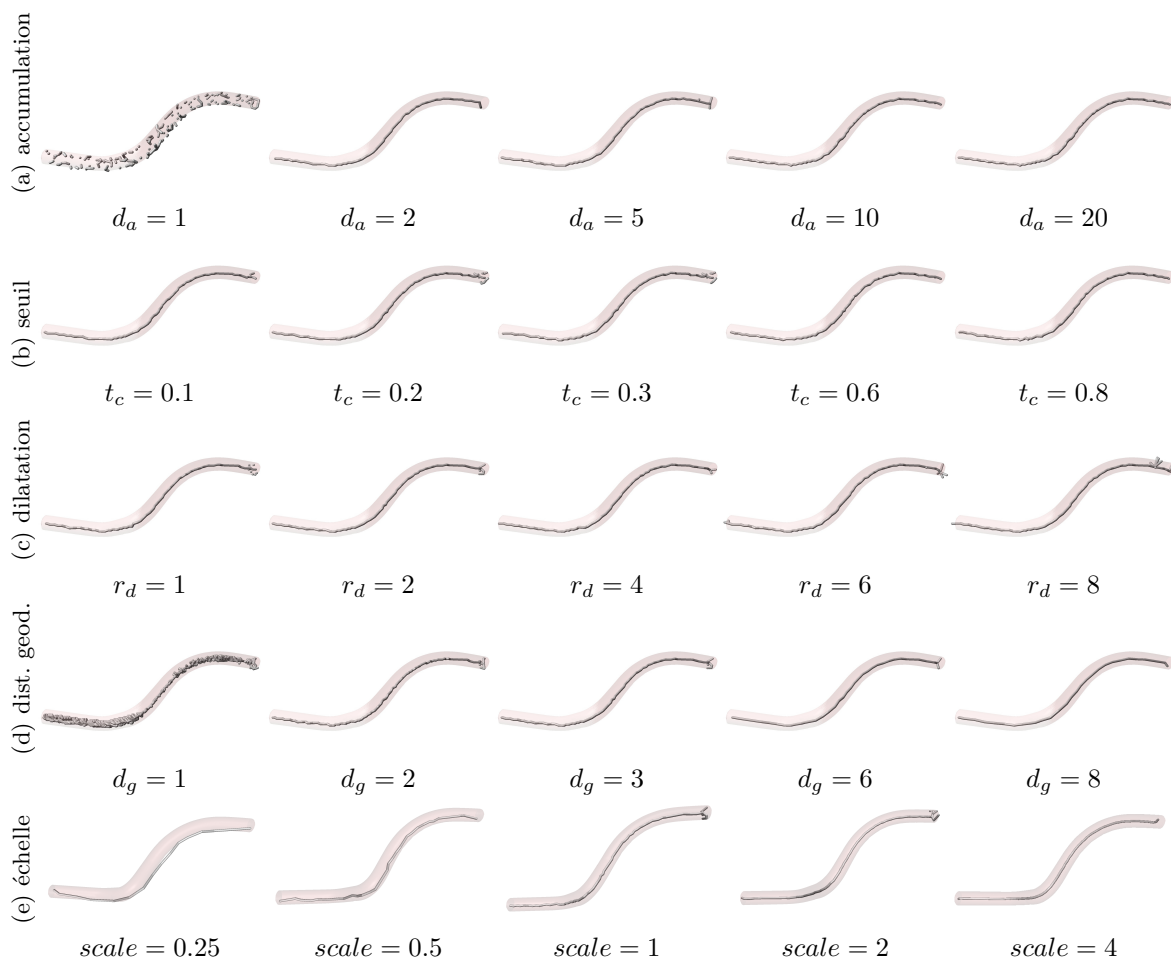 (a) accumulation
d_a = 1 d_a = 2 d_a = 5 d_a = 10 d_a = 20
(b) seuil
t_c = 0.1 t_c = 0.2 t_c = 0.3 t_c = 0.6 t_c = 0.8
(c) dilatation
r_d = 1 r_d = 2 r_d = 4 r_d = 6 r_d = 8
(d) dist. geod.
d_g = 1 d_g = 2 d_g = 3 d_g = 6 d_g = 8
(e) échelle
scale = 0.25 scale = 0.5 scale = 1 scale = 2 scale = 4